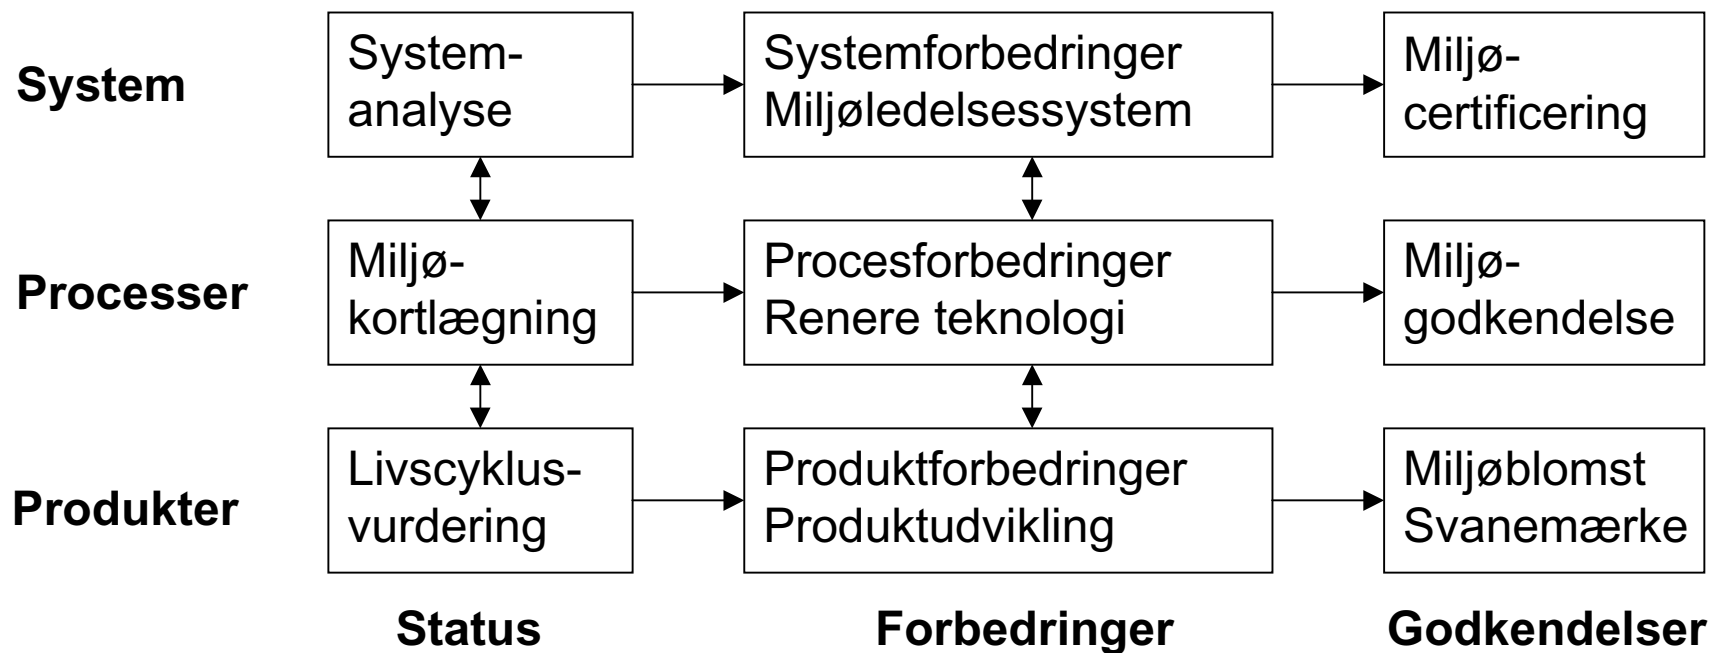 System
System-
analyse
Systemforbedringer
Miljøledelsessystem
Miljø-
certificering
Processer
Miljø-
kortlægning
Procesforbedringer
Renere teknologi
Miljø-
godkendelse
Produkter
Livscyklus-
vurdering
Produktforbedringer
Produktudvikling
Miljøblomst
Svanemærke
Status
Forbedringer
Godkendelser